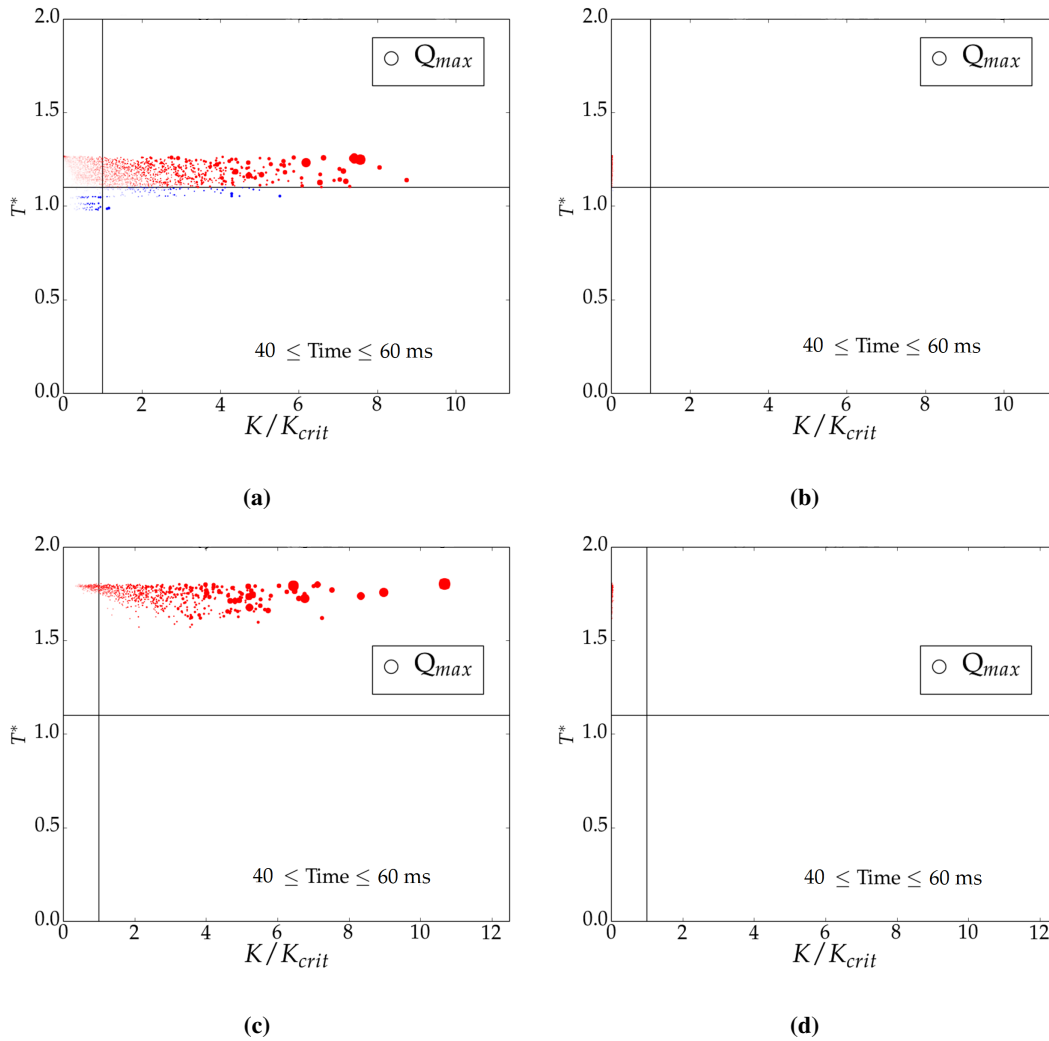 2.0
1.5
1.0
0.5
0.0
T*
Q_max
40 ≤ Time ≤ 60 ms
0 2 4 6 8 10
K/K_crit
(a)
2.0
1.5
1.0
0.5
0.0
T*
Q_max
40 ≤ Time ≤ 60 ms
0 2 4 6 8 10
K/K_crit
(b)
2.0
1.5
1.0
0.5
0.0
T*
Q_max
40 ≤ Time ≤ 60 ms
0 2 4 6 8 10 12
K/K_crit
(c)
2.0
1.5
1.0
0.5
0.0
T*
Q_max
40 ≤ Time ≤ 60 ms
0 2 4 6 8 10 12
K/K_crit
(d)